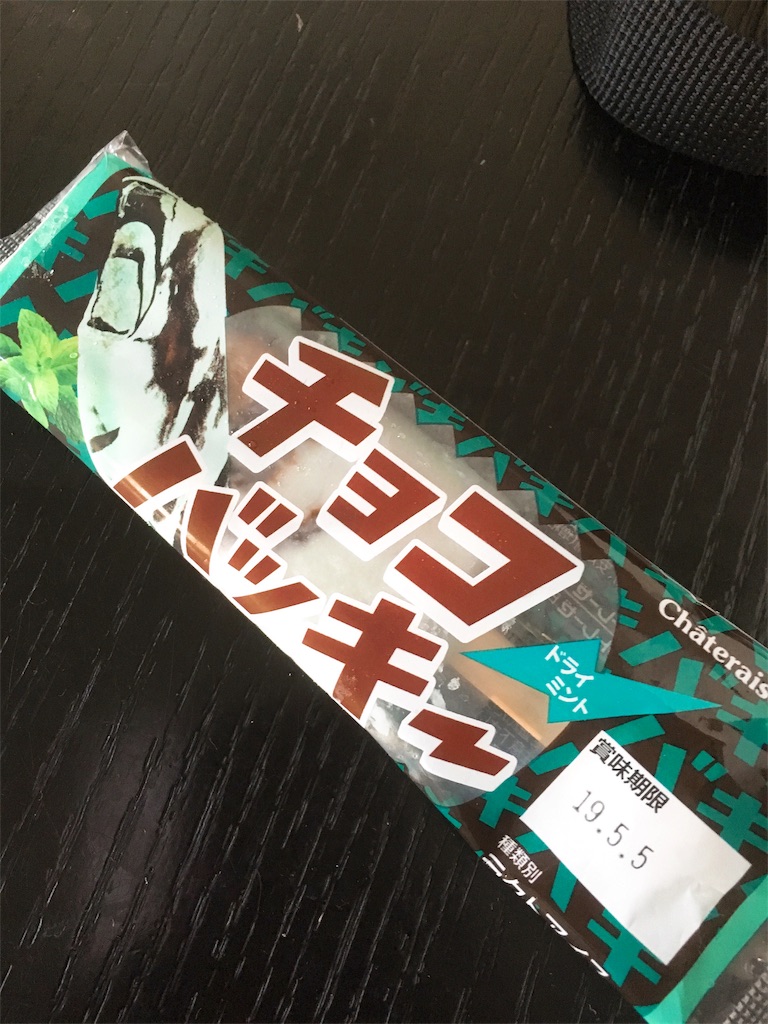 チョコ
バッキー
ドライ
ミント
Châterais
賞味期限
19.5.5
種類別